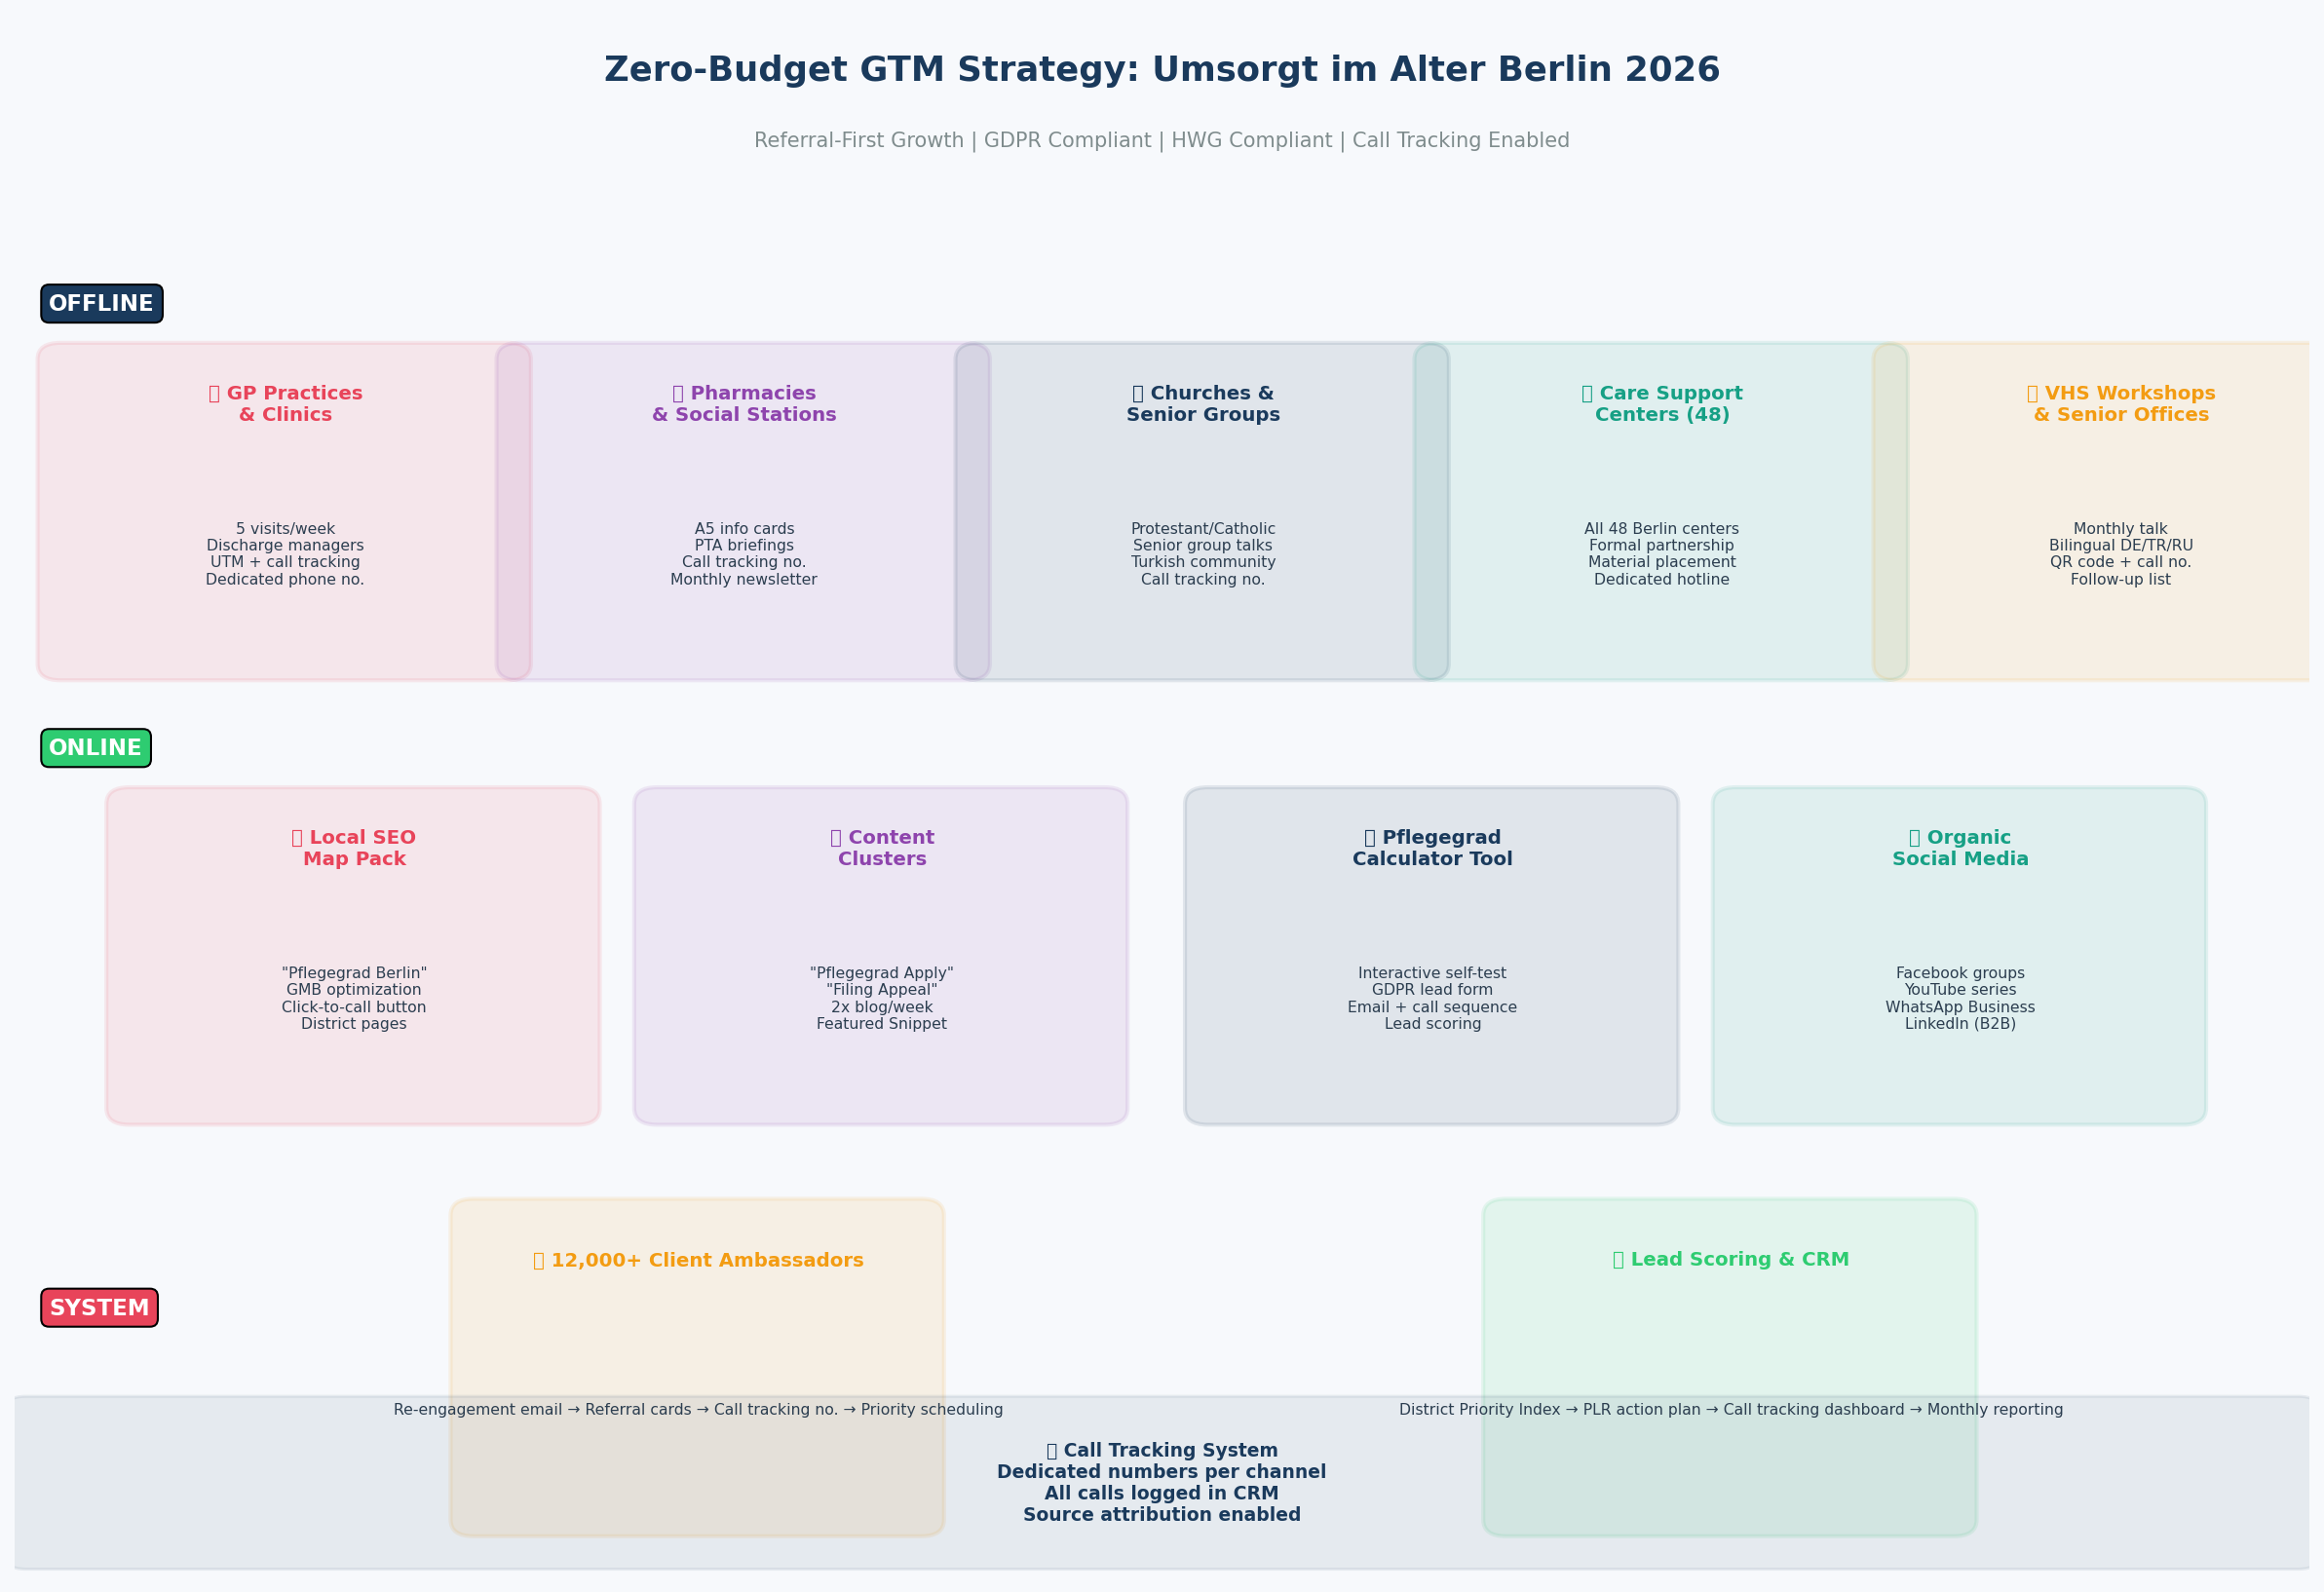 Zero-Budget GTM Strategy: Umsorgt im Alter Berlin 2026
Referral-First Growth | GDPR Compliant | HWG Compliant | Call Tracking Enabled
OFFLINE
GP Practices
& Clinics
5 visits/week
Discharge managers
UTM + call tracking
Dedicated phone no.
Pharmacies
& Social Stations
A5 info cards
PTA briefings
Call tracking no.
Monthly newsletter
Churches &
Senior Groups
Protestant/Catholic
Senior group talks
Turkish community
Call tracking no.
Care Support
Centers (48)
All 48 Berlin centers
Formal partnership
Material placement
Dedicated hotline
VHS Workshops
& Senior Offices
Monthly talk
Bilingual DE/TR/RU
QR code + call no.
Follow-up list
ONLINE
Local SEO
Map Pack
"Pflegegrad Berlin"
GMB optimization
Click-to-call button
District pages
Content
Clusters
"Pflegegrad Apply"
"Filing Appeal"
2x blog/week
Featured Snippet
Pflegegrad
Calculator Tool
Interactive self-test
GDPR lead form
Email + call sequence
Lead scoring
Organic
Social Media
Facebook groups
YouTube series
WhatsApp Business
LinkedIn (B2B)
SYSTEM
12,000+ Client Ambassadors
Re-engagement email → Referral cards → Call tracking no. → Priority scheduling
Lead Scoring & CRM
District Priority Index → PLR action plan → Call tracking dashboard → Monthly reporting
Call Tracking System
Dedicated numbers per channel
All calls logged in CRM
Source attribution enabled